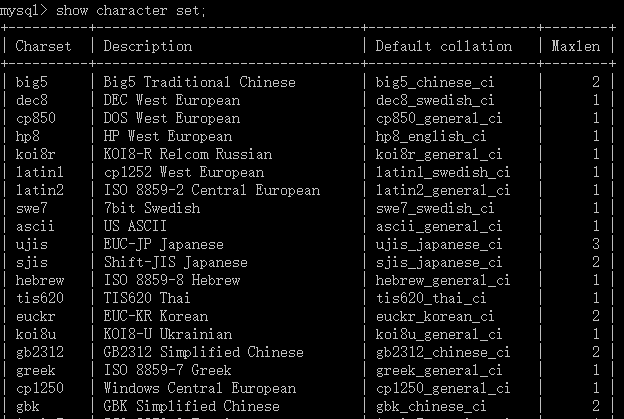 mysql> show character set;
+----------+-----------------------------+---------------------+--------+
| Charset | Description | Default collation | Maxlen |
+----------+-----------------------------+---------------------+--------+
| big5 | Big5 Traditional Chinese | big5_chinese_ci | 2 |
| dec8 | DEC West European | dec8_swedish_ci | 1 |
| cp850 | DOS West European | cp850_general_ci | 1 |
| hp8 | HP West European | hp8_english_ci | 1 |
| koi8r | KOI8-R Relcom Russian | koi8r_general_ci | 1 |
| latin1 | cp1252 West European | latin1_swedish_ci | 1 |
| latin2 | ISO 8859-2 Central European | latin2_general_ci | 1 |
| swe7 | 7bit Swedish | swe7_swedish_ci | 1 |
| ascii | US ASCII | ascii_general_ci | 1 |
| ujis | EUC-JP Japanese | ujis_japanese_ci | 3 |
| sjis | Shift-JIS Japanese | sjis_japanese_ci | 2 |
| hebrew | ISO 8859-8 Hebrew | hebrew_general_ci | 1 |
| tis620 | TIS620 Thai | tis620_thai_ci | 1 |
| euckr | EUC-KR Korean | euckr_korean_ci | 2 |
| koi8u | KOI8-U Ukrainian | koi8u_general_ci | 1 |
| gb2312 | GB2312 Simplified Chinese | gb2312_chinese_ci | 2 |
| greek | ISO 8859-7 Greek | greek_general_ci | 1 |
| cp1250 | Windows Central European | cp1250_general_ci | 1 |
| gbk | GBK Simplified Chinese | gbk_chinese_ci | 2 |